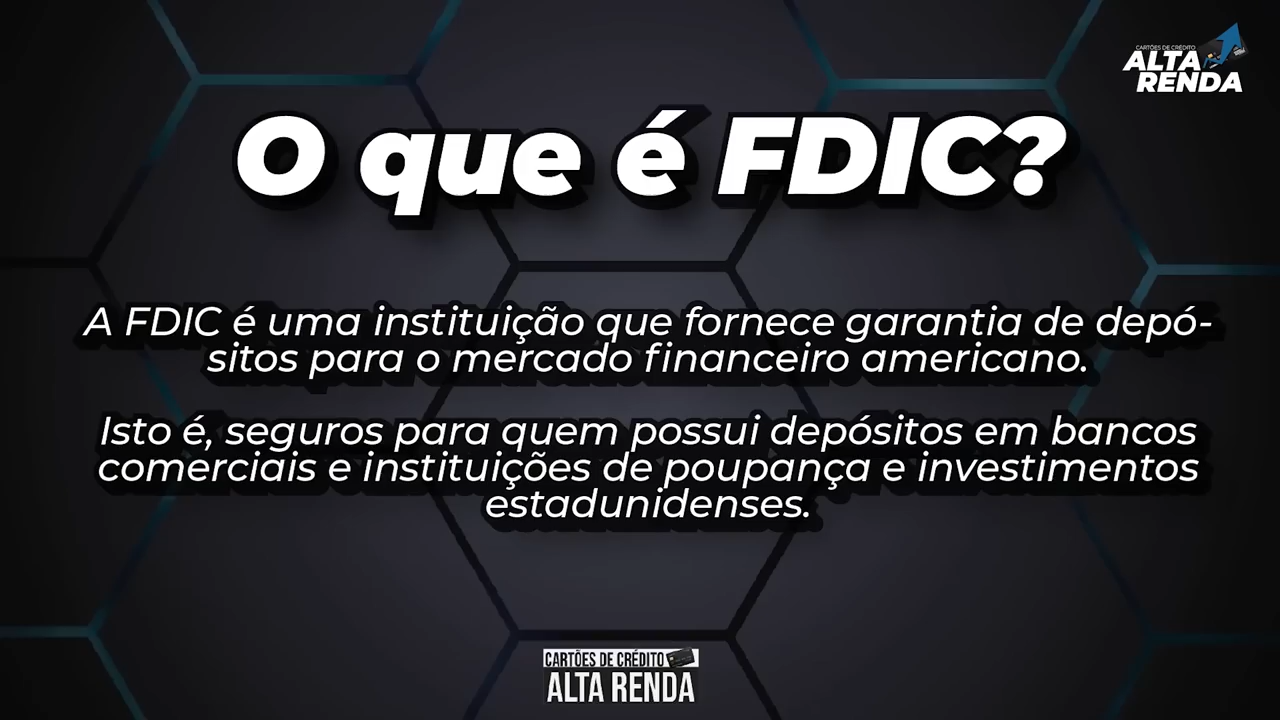 CARTÕES DE CRÉDITO
ALTA
RENDA
O que é FDIC?
A FDIC é uma instituição que fornece garantia de depó-
sitos para o mercado financeiro americano.
Isto é, seguros para quem possui depósitos em bancos
comerciais e instituições de poupança e investimentos
estadunidenses.
CARTÕES DE CRÉDITO
ALTA RENDA